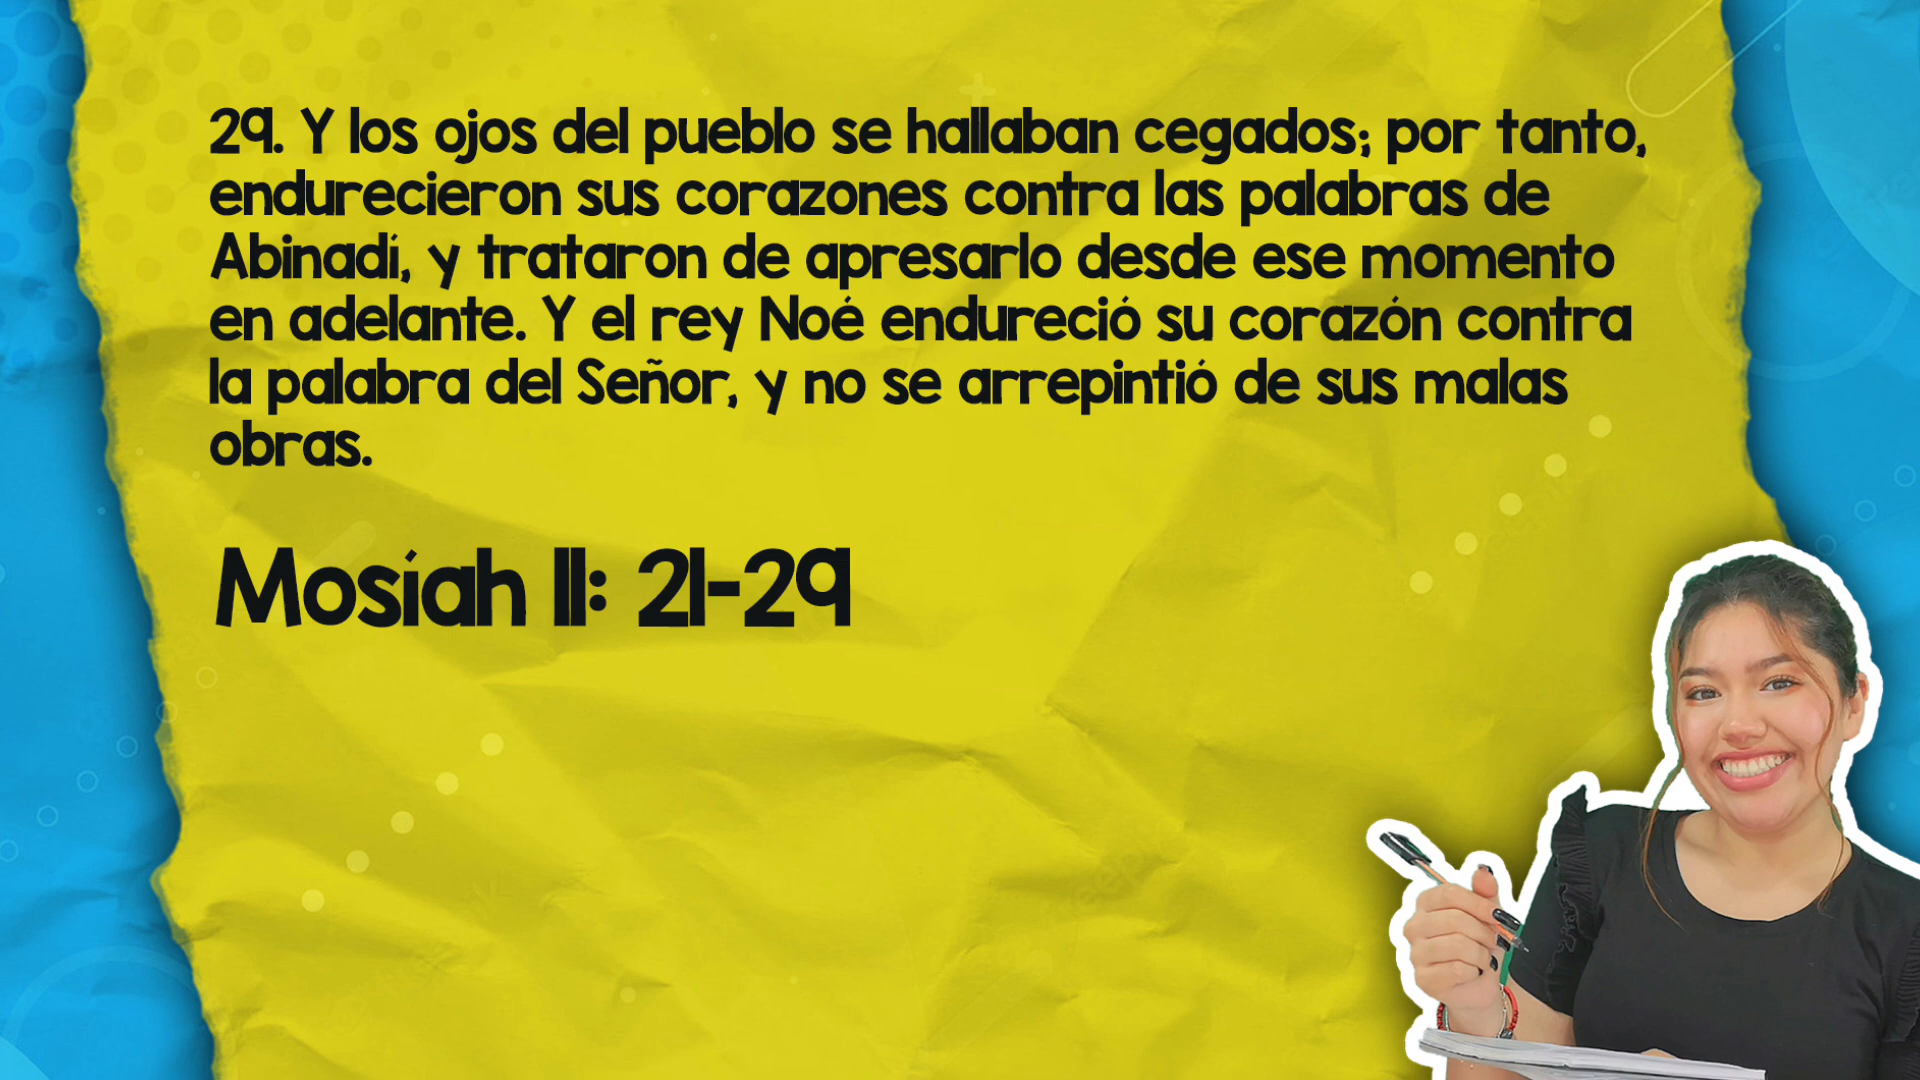 29. Y los ojos del pueblo se hallaban cegados; por tanto,
endurecieron sus corazones contra las palabras de
Abinadí, y trataron de apresarlo desde ese momento
en adelante. Y el rey Noé endureció su corazón contra
la palabra del Señor, y no se arrepintió de sus malas
obras.
Mosíah 11: 21-29